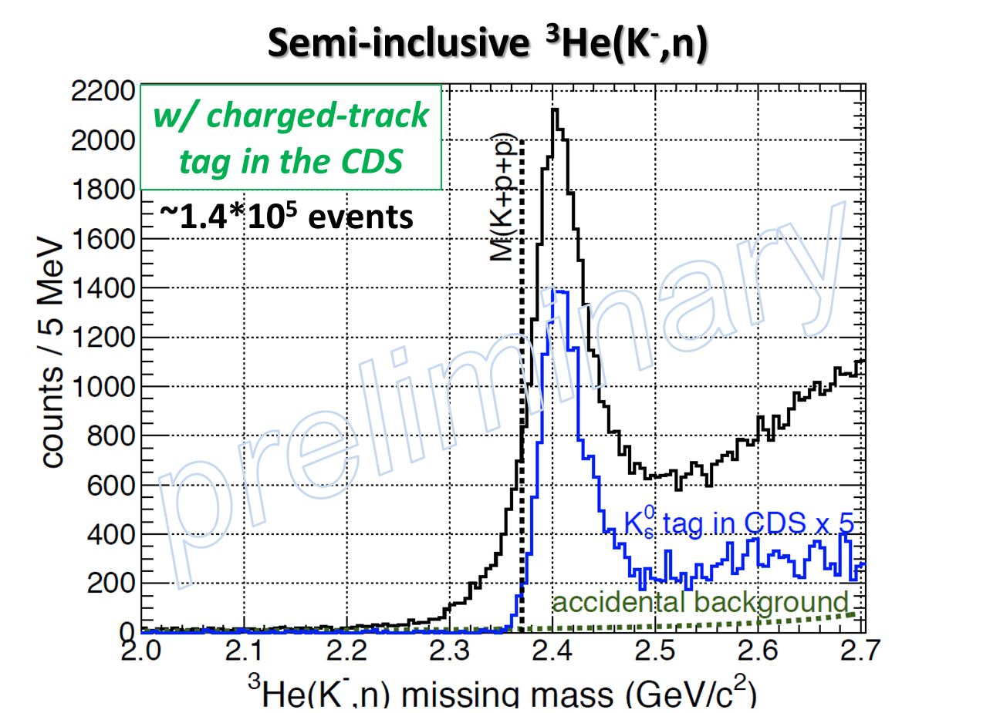 Semi-inclusive ³He(K⁻,n)
w/ charged-track
tag in the CDS
~1.4*10⁵ events
M(K+p+p)
preliminary
K⁰ₛ tag in CDS x 5
accidental background
counts / 5 MeV
2200
2000
1800
1600
1400
1200
1000
800
600
400
200
0
2.0 2.1 2.2 2.3 2.4 2.5 2.6 2.7
³He(K⁻,n) missing mass (GeV/c²)